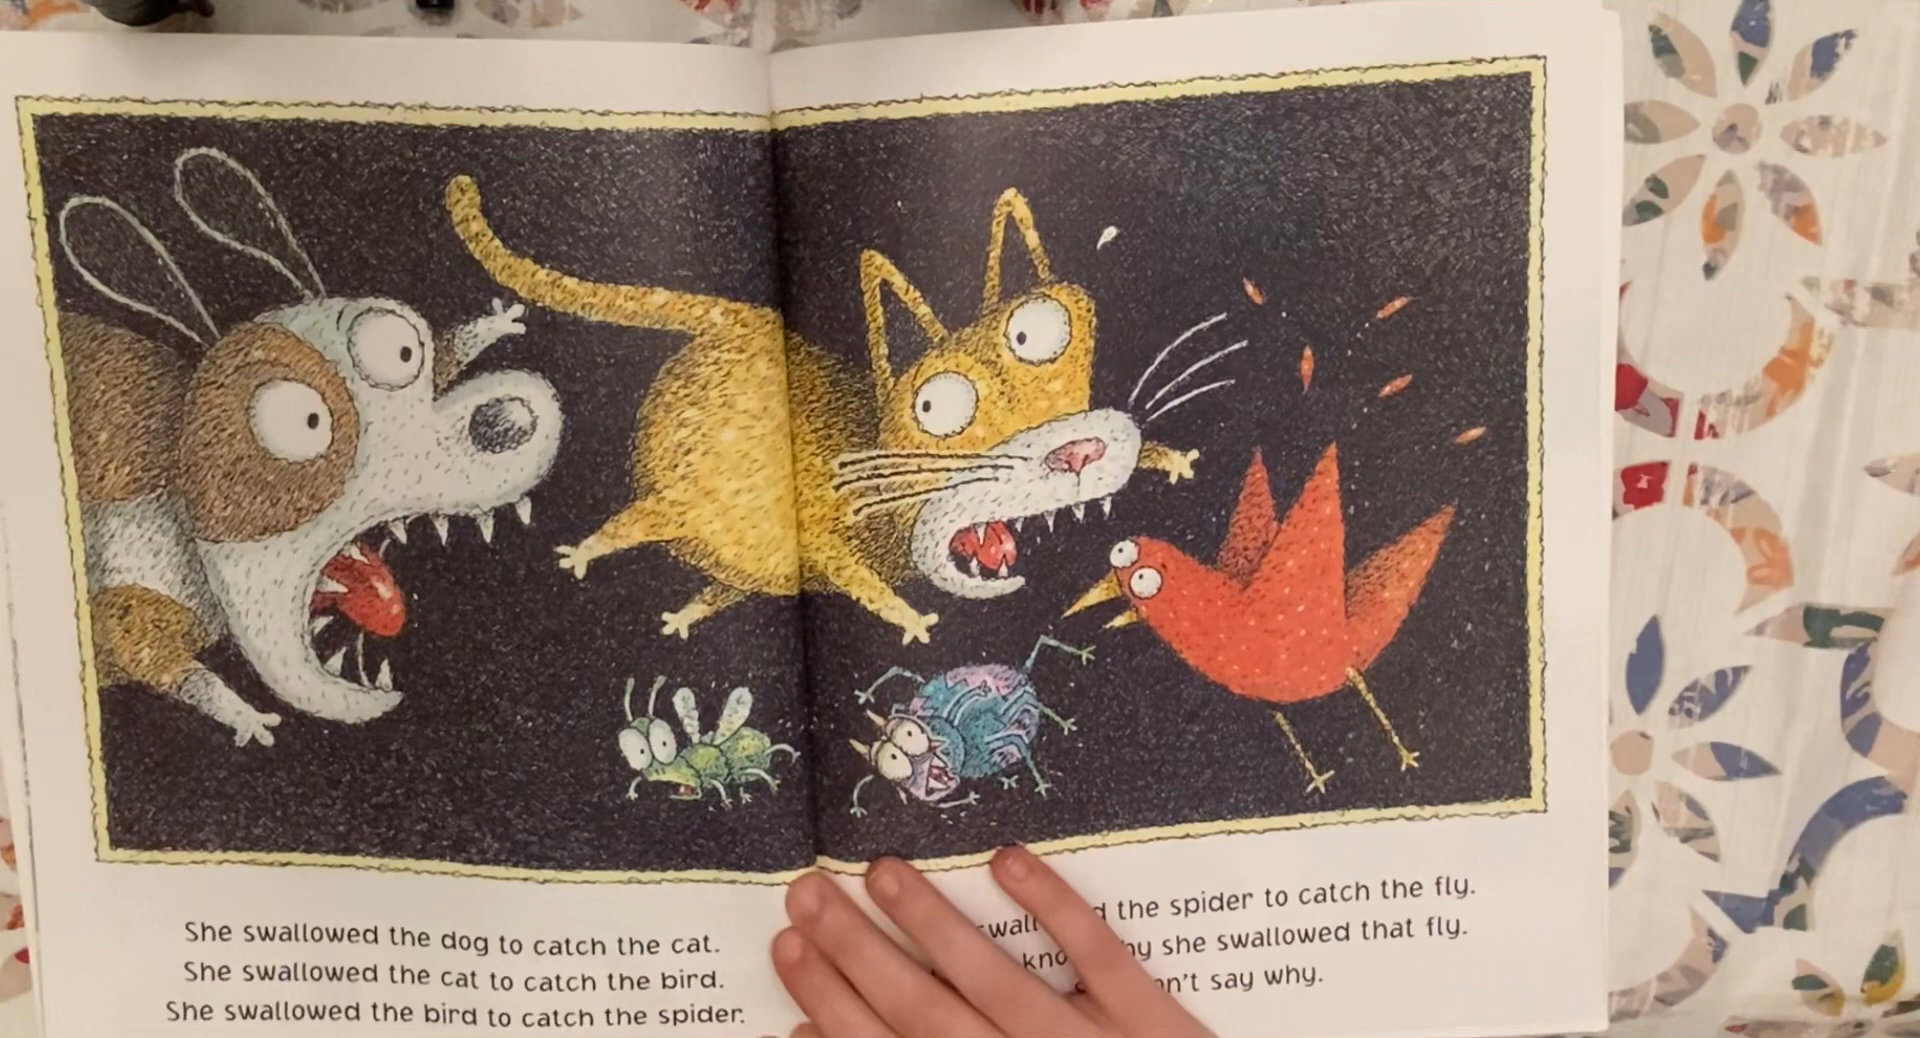 She swallowed the dog to catch the cat.
She swallowed the cat to catch the bird.
She swallowed the bird to catch the spider.
the spider to catch the fly.
she swallowed that fly.
say why.